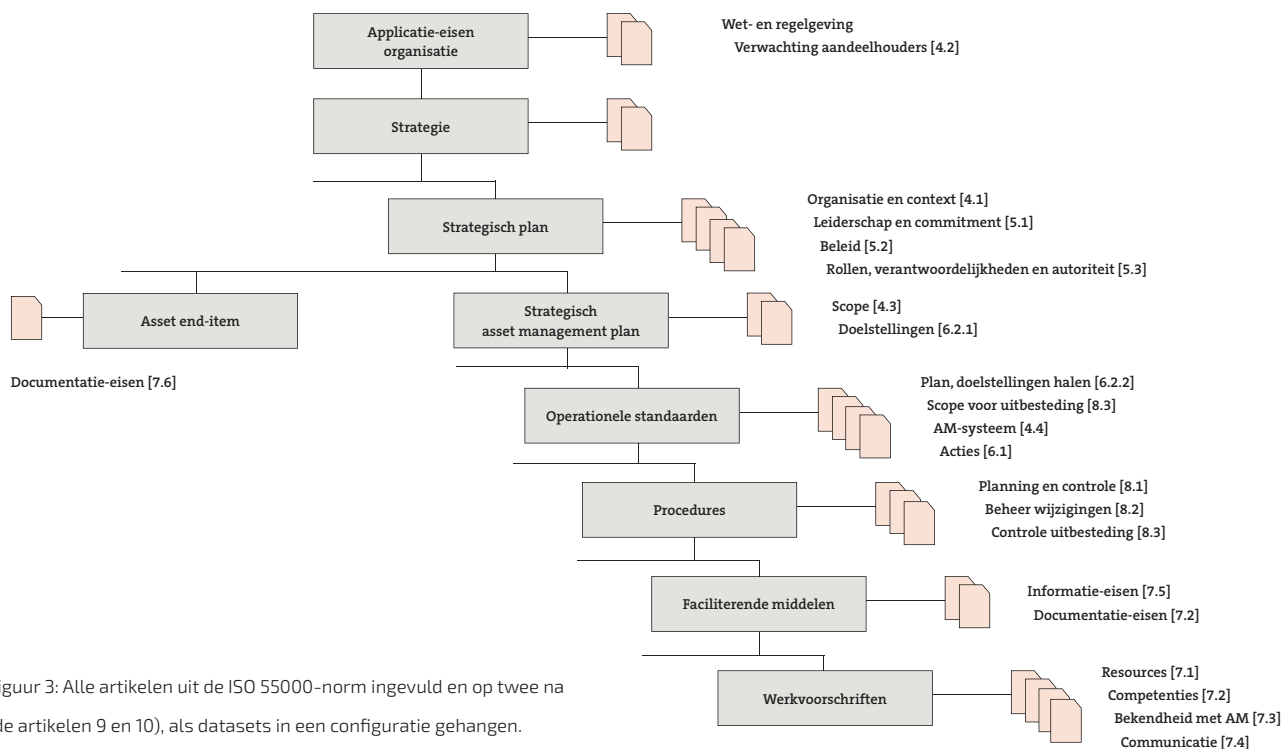 Applicatie-eisen
organisatie
Wet- en regelgeving
Verwachting aandeelhouders [4.2]
Strategie
Strategisch plan
Organisatie en context [4.1]
Leiderschap en commitment [5.1]
Beleid [5.2]
Rollen, verantwoordelijkheden en autoriteit [5.3]
Asset end-item
Documentatie-eisen [7.6]
Strategisch
asset management plan
Scope [4.3]
Doelstellingen [6.2.1]
Operationele standaarden
Plan, doelstellingen halen [6.2.2]
Scope voor uitbesteding [8.3]
AM-systeem [4.4]
Acties [6.1]
Procedures
Planning en controle [8.1]
Beheer wijzigingen [8.2]
Controle uitbesteding [8.3]
Faciliterende middelen
Informatie-eisen [7.5]
Documentatie-eisen [7.2]
Werkvoorschriften
Resources [7.1]
Competenties [7.2]
Bekendheid met AM [7.3]
Communicatie [7.4]
iguur 3: Alle artikelen uit de ISO 55000-norm ingevuld en op twee na
de artikelen 9 en 10), als datasets in een configuratie gehangen.